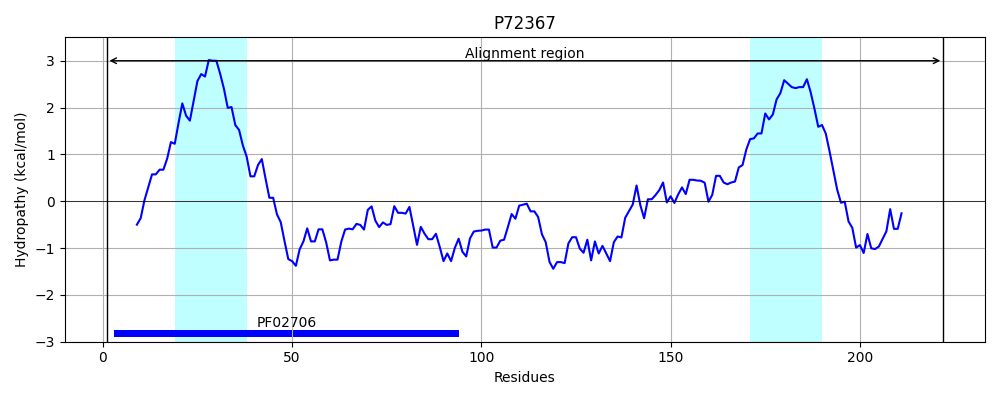 P72367
Alignment region
3
2
1
0
−1
−2
−3
Hydropathy (kcal/mol)
PF02706
0
50
100
150
200
Residues